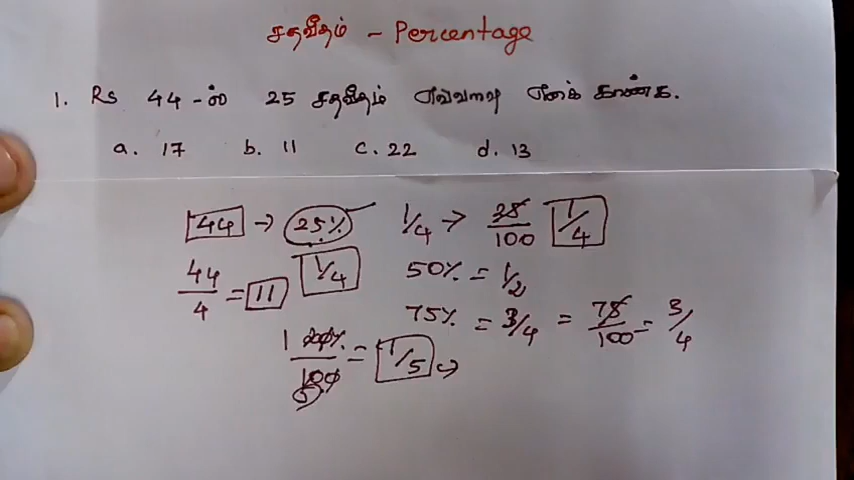 சதவீதம் - Percentage
1. Rs 44-ல் 25 சதவீதம் எவ்வளவு எனக் காண்க.
a. 17 b. 11 c. 22 d. 13
44 → 25% 1/4 → 25/100 1/4
44/4 = 11 1/4 50% = 1/2
75% = 3/4 = 75/100 = 3/4
1 20%/100 5 = 1/5 →